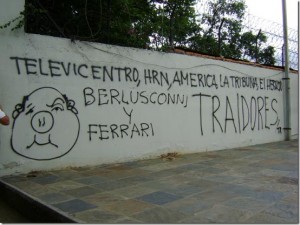 TELEVICENTRO, HRN, AMERICA, LA TRIBUNA, EL HERALDO
BERLUSCONNI
Y
FERRARI
TRAIDORES